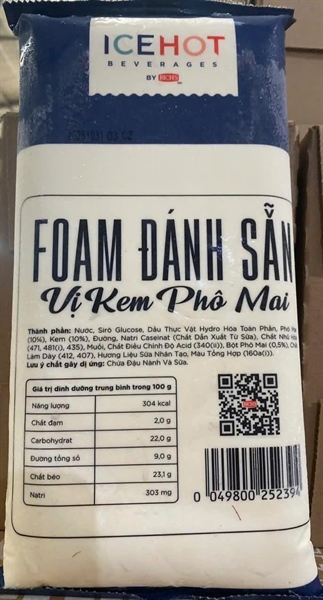 ICEHOT
BEVERAGES
BY RICH'S
FOAM ĐÁNH SẴN
Vị Kem Phô Mai
Thành phần: Nước, Sirô Glucose, Dầu Thực Vật Hydro Hóa Toàn Phần, Phô Mai
(10%), Kem (10%), Đường, Natri Caseinat (Chất Dẫn Xuất Từ Sữa), Chất Nhũ Hóa
(471, 481(i), 435), Muối, Chất Điều Chỉnh Độ Acid (340(ii)), Bột Phô Mai (0,5%), Chất
Làm Dày (412, 407), Hương Liệu Sữa Nhân Tạo, Màu Tổng Hợp (160a(i)).
Lưu ý chất gây dị ứng: Chứa Đậu Nành Và Sữa.
Giá trị dinh dưỡng trung bình trong 100 g
Năng lượng 304 kcal
Chất đạm 2,0 g
Carbohydrat 22,0 g
Đường tổng số 9,0 g
Chất béo 23,1 g
Natri 303 mg
0 049800 252394